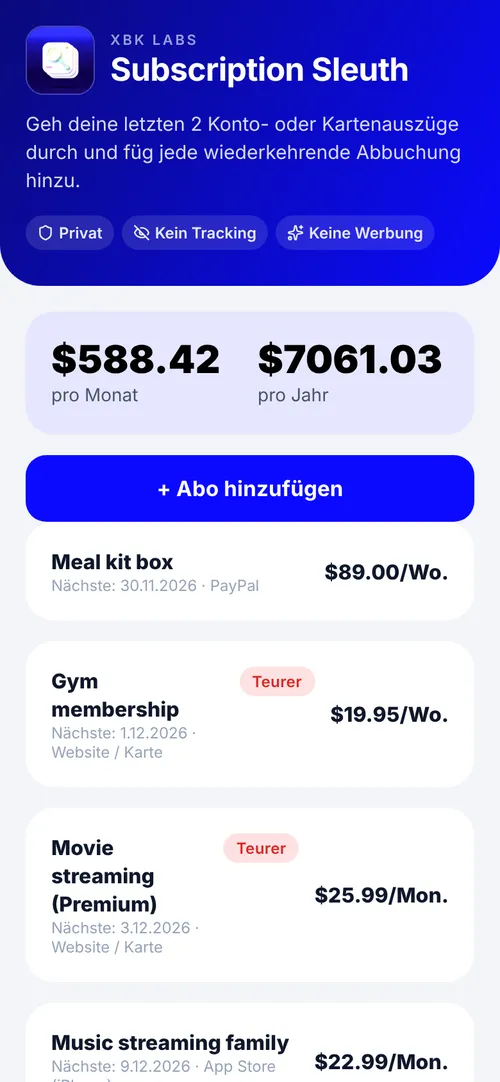 XBK LABS
Subscription Sleuth
Geh deine letzten 2 Konto- oder Kartenauszüge
durch und füg jede wiederkehrende Abbuchung
hinzu.
Privat
Kein Tracking
Keine Werbung
$588.42
pro Monat
$7061.03
pro Jahr
+ Abo hinzufügen
Meal kit box
Nächste: 30.11.2026 · PayPal
$89.00/Wo.
Gym
membership
Teurer
Nächste: 1.12.2026 ·
Website / Karte
$19.95/Wo.
Movie
streaming
(Premium)
Teurer
Nächste: 3.12.2026 ·
Website / Karte
$25.99/Mon.
Music streaming family
Nächste: 9.12.2026 · App Store
$22.99/Mon.